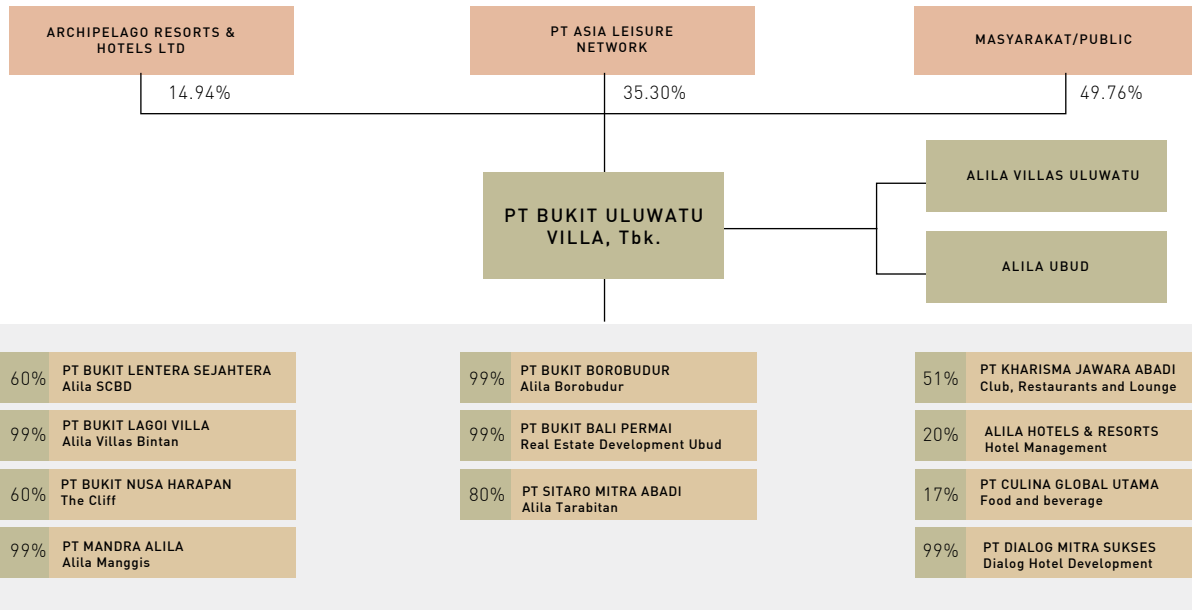 ARCHIPELAGO RESORTS &
HOTELS LTD
PT ASIA LEISURE
NETWORK
MASYARAKAT/PUBLIC
14.94%
35.30%
49.76%
PT BUKIT ULUWATU
VILLA, Tbk.
ALILA VILLAS ULUWATU
ALILA UBUD
60%
PT BUKIT LENTERA SEJAHTERA
Alila SCBD
99%
PT BUKIT LAGOI VILLA
Alila Villas Bintan
60%
PT BUKIT NUSA HARAPAN
The Cliff
99%
PT MANDRA ALILA
Alila Manggis
99%
PT BUKIT BOROBUDUR
Alila Borobudur
99%
PT BUKIT BALI PERMAI
Real Estate Development Ubud
80%
PT SITARO MITRA ABADI
Alila Tarabitan
51%
PT KHARISMA JAWARA ABADI
Club, Restaurants and Lounge
20%
ALILA HOTELS & RESORTS
Hotel Management
17%
PT CULINA GLOBAL UTAMA
Food and beverage
99%
PT DIALOG MITRA SUKSES
Dialog Hotel Development